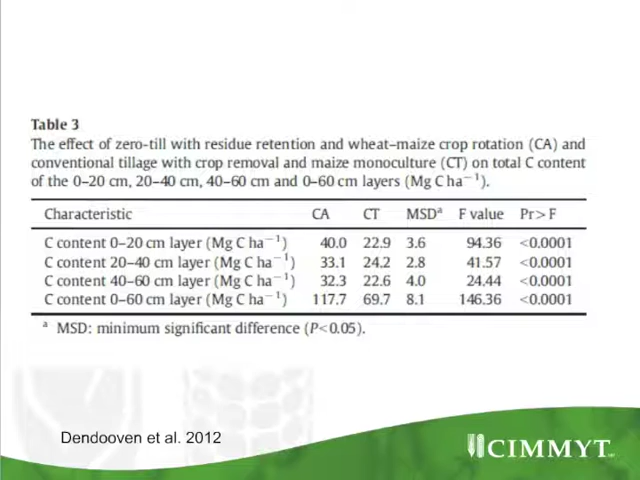 Table 3
The effect of zero-till with residue retention and wheat–maize crop rotation (CA) and
conventional tillage with crop removal and maize monoculture (CT) on total C content
of the 0–20 cm, 20–40 cm, 40–60 cm and 0–60 cm layers (Mg C ha⁻¹).
Characteristic CA CT MSDᵃ F value Pr>F
C content 0–20 cm layer (Mg C ha⁻¹) 40.0 22.9 3.6 94.36 <0.0001
C content 20–40 cm layer (Mg C ha⁻¹) 33.1 24.2 2.8 41.57 <0.0001
C content 40–60 cm layer (Mg C ha⁻¹) 32.3 22.6 4.0 24.44 <0.0001
C content 0–60 cm layer (Mg C ha⁻¹) 117.7 69.7 8.1 146.36 <0.0001
ᵃ MSD: minimum significant difference (P<0.05).
Dendooven et al. 2012
CIMMYT